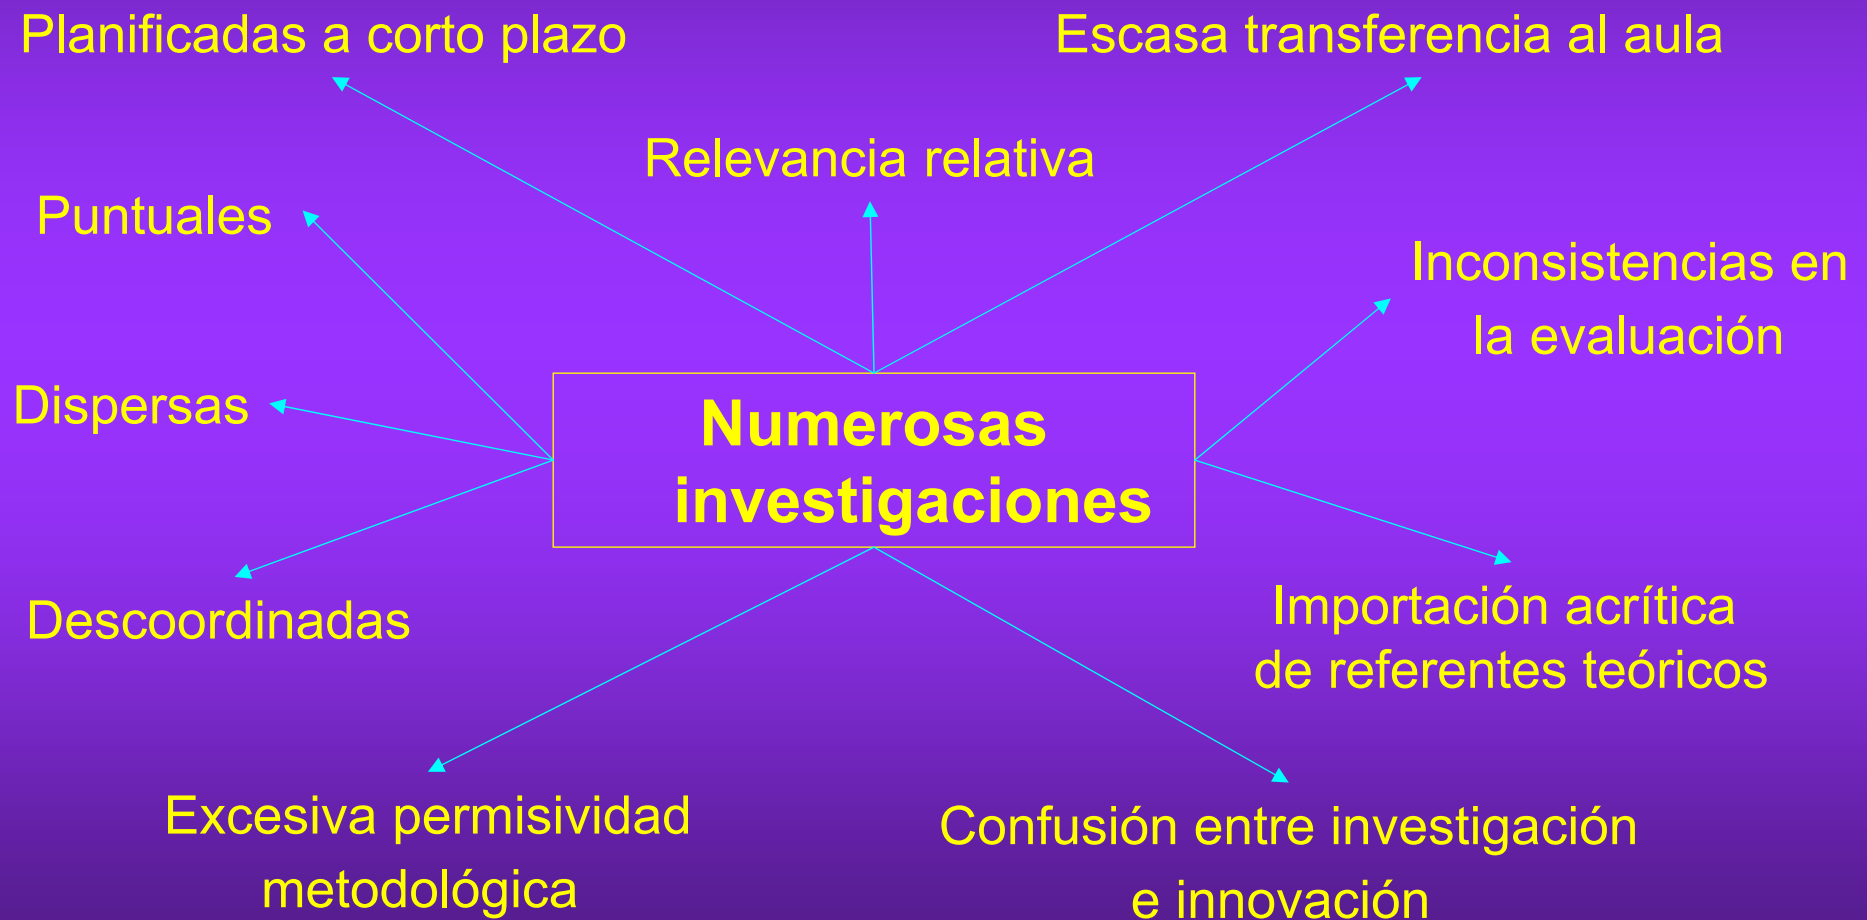 Planificadas a corto plazo
Escasa transferencia al aula
Relevancia relativa
Puntuales
Inconsistencias en
la evaluación
Dispersas
Numerosas
investigaciones
Descoordinadas
Importación acrítica
de referentes teóricos
Excesiva permisividad
metodológica
Confusión entre investigación
e innovación